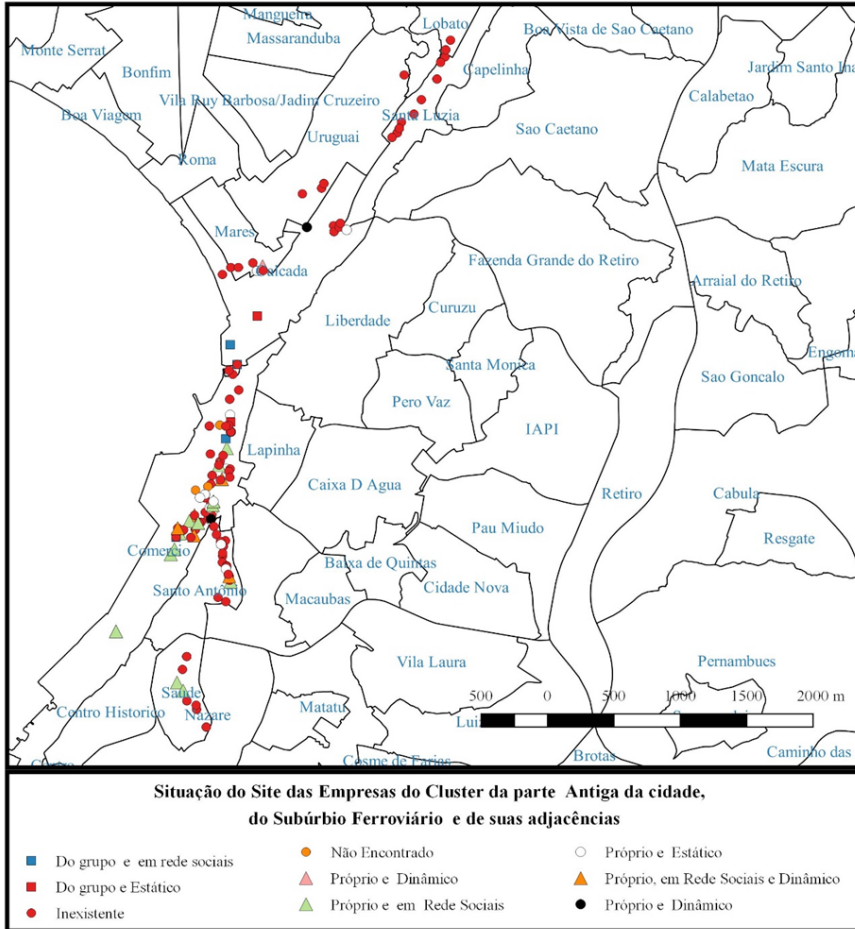 Mangueira
Lobato
Boa Vista de Sao Caetano
Massaranduba
Monte Serrat
Bonfim
Capelinha
Jardim Santo Ina
Calabetao
Vila Ruy Barbosa/Jadim Cruzeiro
Boa Viagem
Santa Luzia
Uruguai
Sao Caetano
Roma
Mata Escura
Mares
Fazenda Grande do Retiro
Calcada
Arraial do Retiro
Curuzu
Liberdade
Santa Monica
Engoma
Sao Goncalo
Pero Vaz
IAPI
Lapinha
Caixa D Agua
Retiro
Cabula
Pau Miudo
Resgate
Comercio
Baixa de Quintas
Santo Antônio
Macaubas
Cidade Nova
Vila Laura
Pernambues
Saude
Centro Historico
Nazare
Matatu
500 0 500 1000 1500 2000 m
Cosme de Farias
Brotas
Caminho das
Situação do Site das Empresas do Cluster da parte Antiga da cidade,
do Subúrbio Ferroviário e de suas adjacências
Do grupo e em rede sociais
Não Encontrado
Próprio e Estático
Do grupo e Estático
Próprio e Dinâmico
Próprio, em Rede Sociais e Dinâmico
Inexistente
Próprio e em Rede Sociais
Próprio e Dinâmico